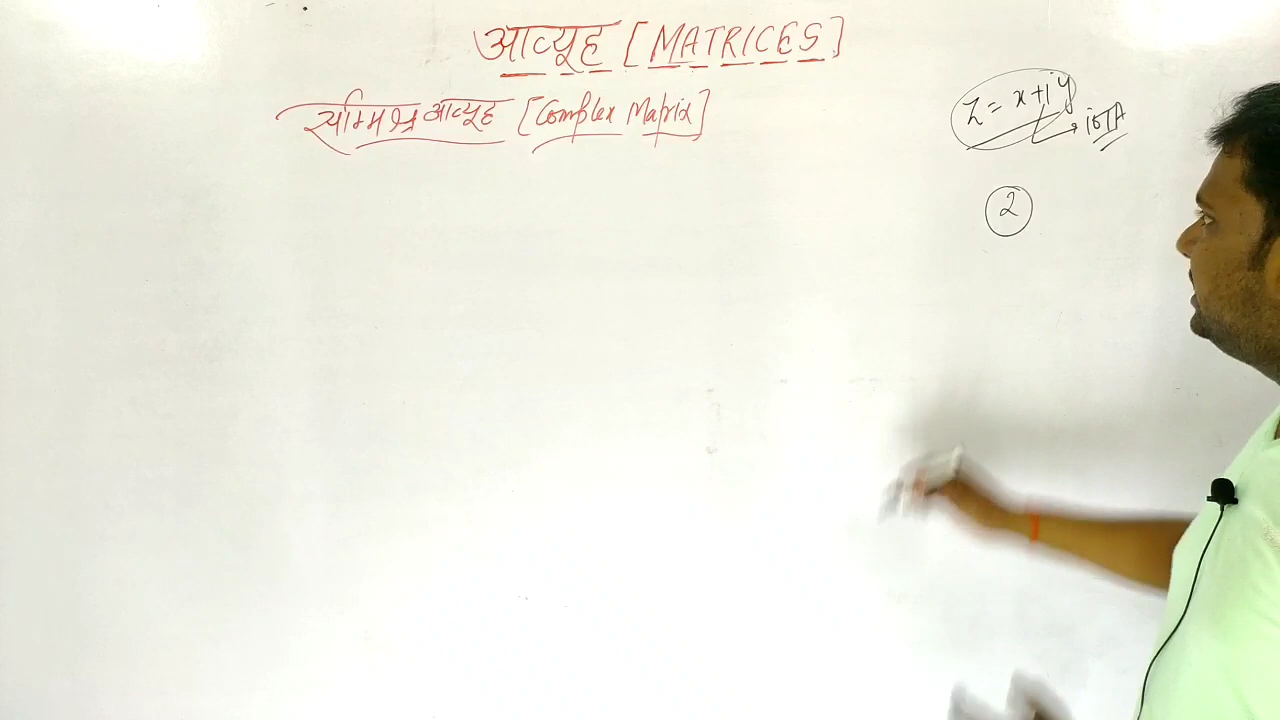 आव्यूह [MATRICES]
सम्मिश्र आव्यूह [Complex Matrix]
Z = x+iy
iOTA
2